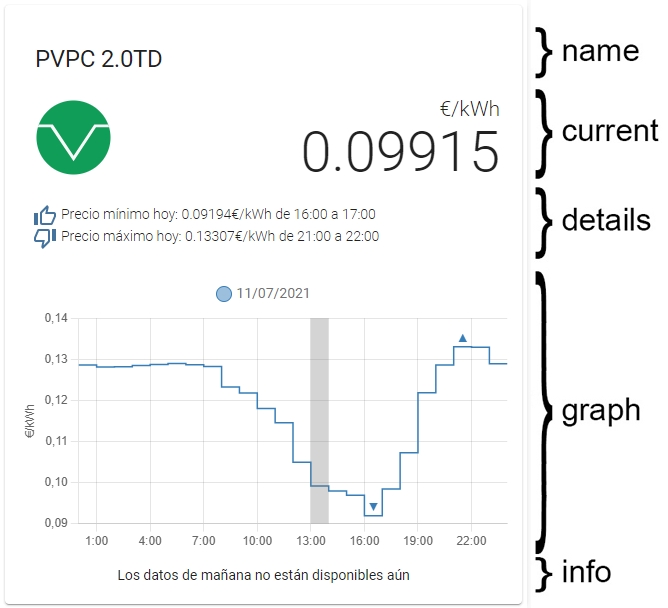 PVPC 2.0TD
name
€/kWh
0.09915
current
Precio mínimo hoy: 0.09194€/kWh de 16:00 a 17:00
Precio máximo hoy: 0.13307€/kWh de 21:00 a 22:00
details
11/07/2021
0,14
0,13
0,12
0,11
0,10
0,09
€/kWh
1:00 4:00 7:00 10:00 13:00 16:00 19:00 22:00
graph
Los datos de mañana no están disponibles aún
info